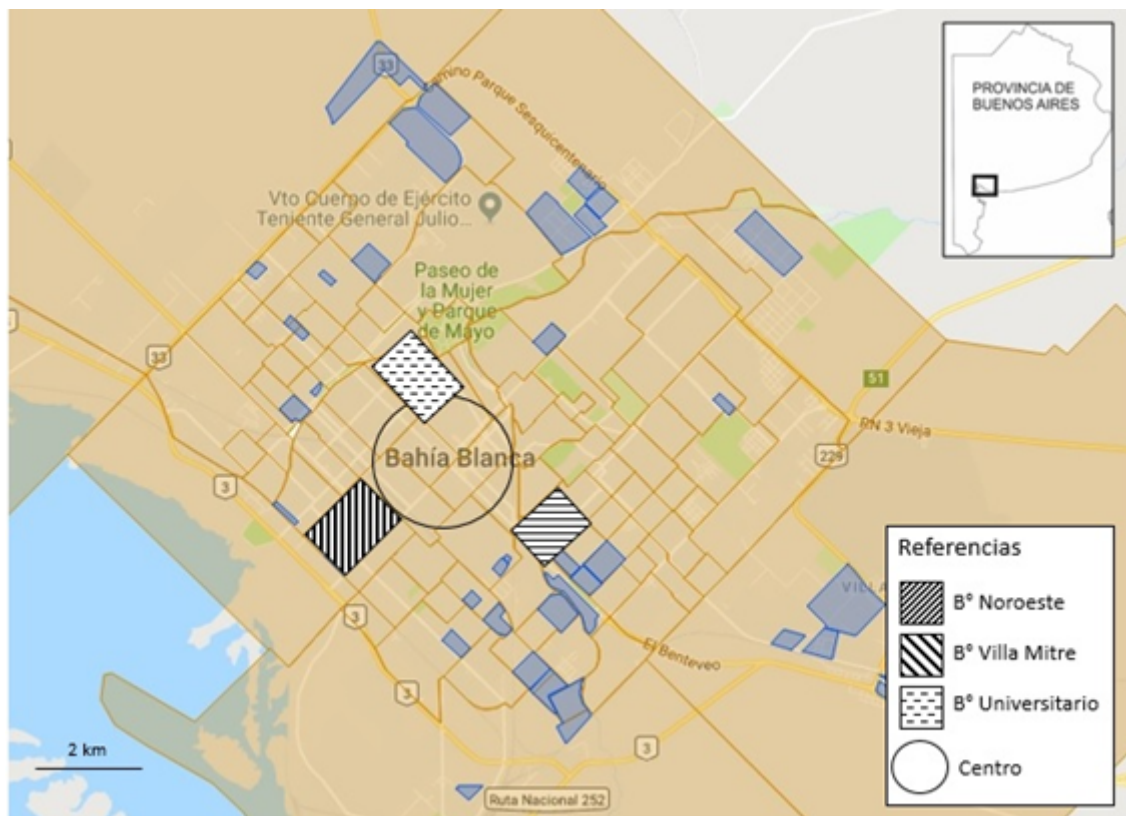 33
Camino Parque Sesquicentenario
PROVINCIA DE
BUENOS AIRES
Vto Cuerpo de Ejército
Teniente General Julio...
Paseo de
la Mujer
y Parque
de Mayo
33
51
RN 3 Vieja
229
Bahía Blanca
3
3
VILLA
El Benteveo
3
3
2 km
Ruta Nacional 252
Referencias
B° Noroeste
B° Villa Mitre
B° Universitario
Centro